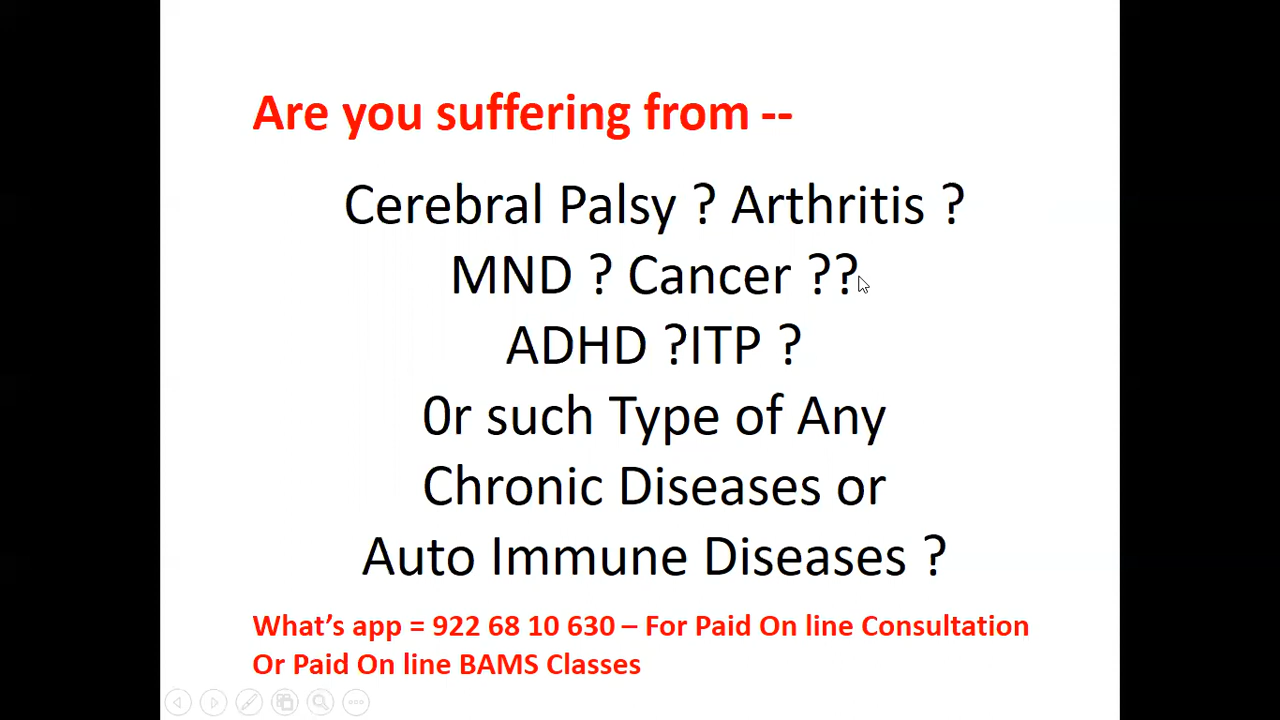 Are you suffering from --
Cerebral Palsy ? Arthritis ?
MND ? Cancer ??
ADHD ?ITP ?
0r such Type of Any
Chronic Diseases or
Auto Immune Diseases ?
What’s app = 922 68 10 630 – For Paid On line Consultation
Or Paid On line BAMS Classes